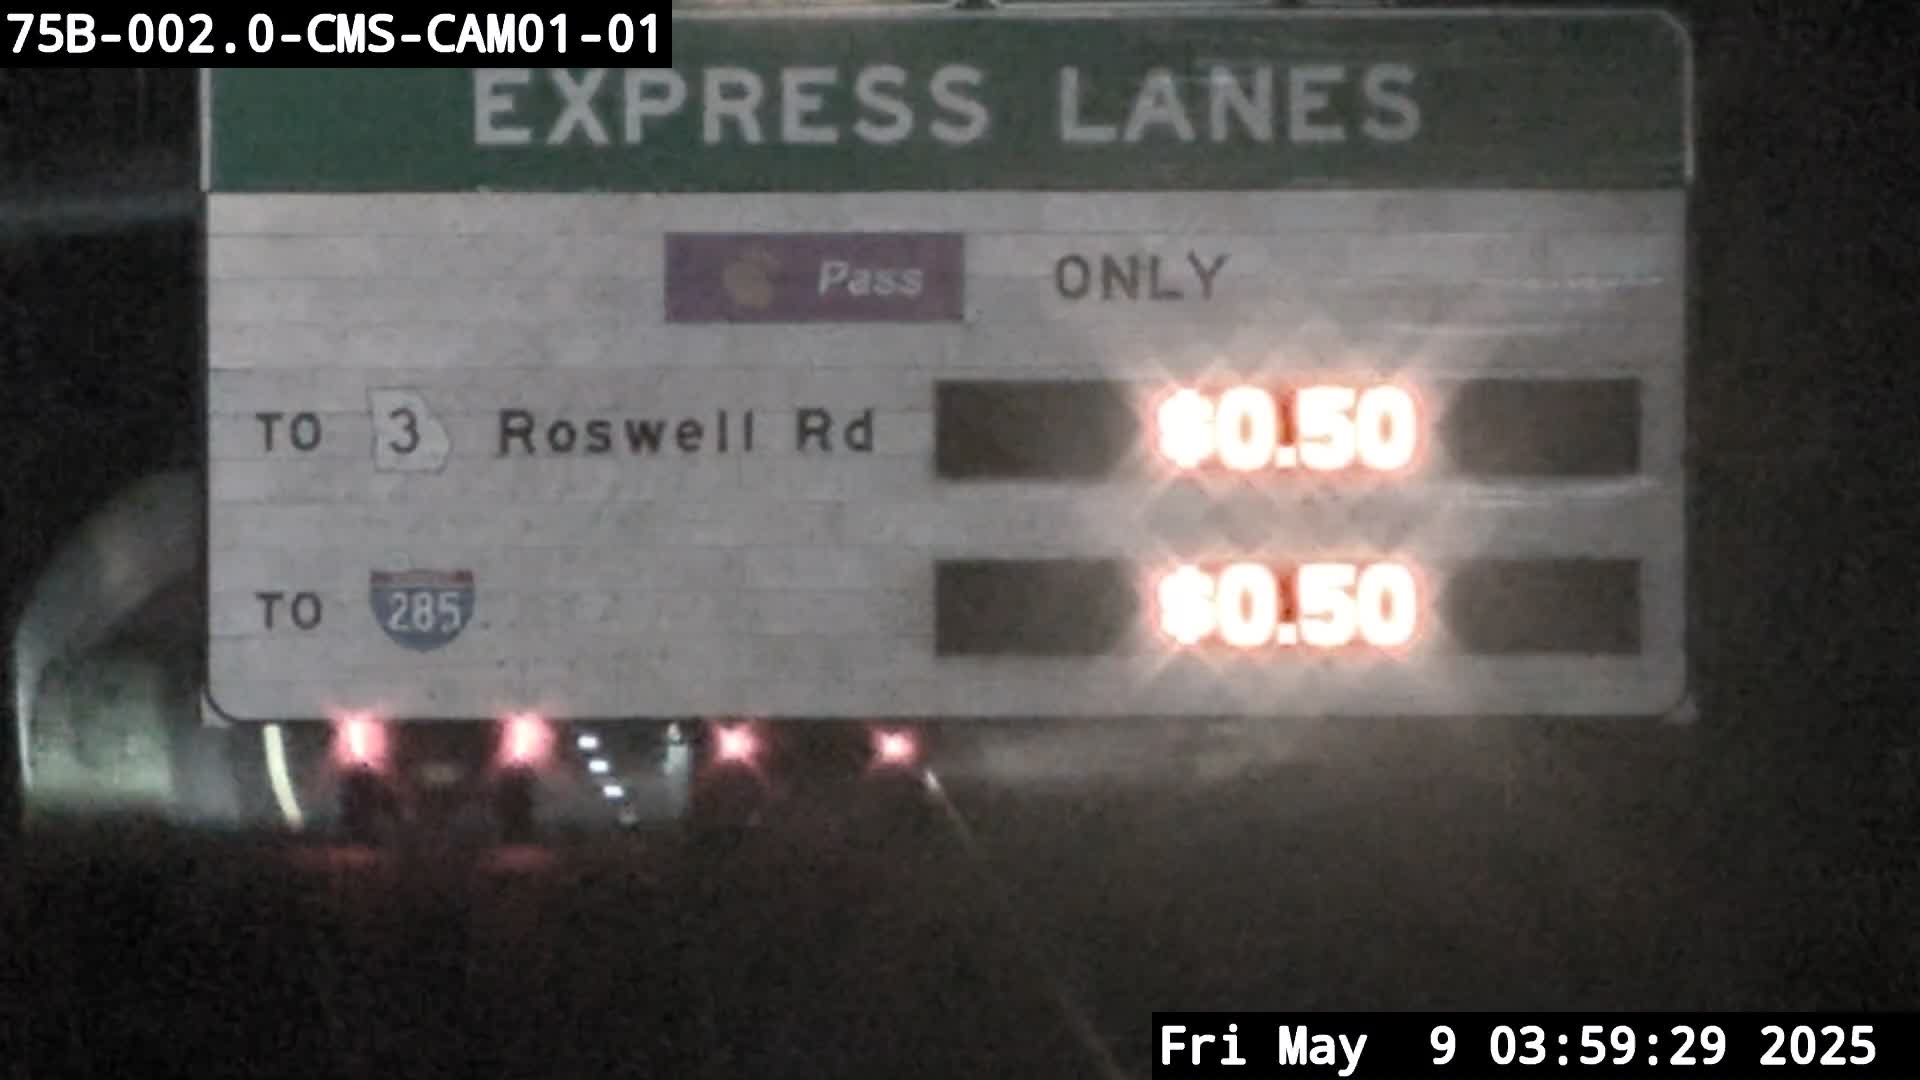 75B-002.0-CMS-CAM01-01
EXPRESS LANES
Pass ONLY
TO 3 Roswell Rd $0.50
TO 285 $0.50
Fri May 9 03:59:29 2025